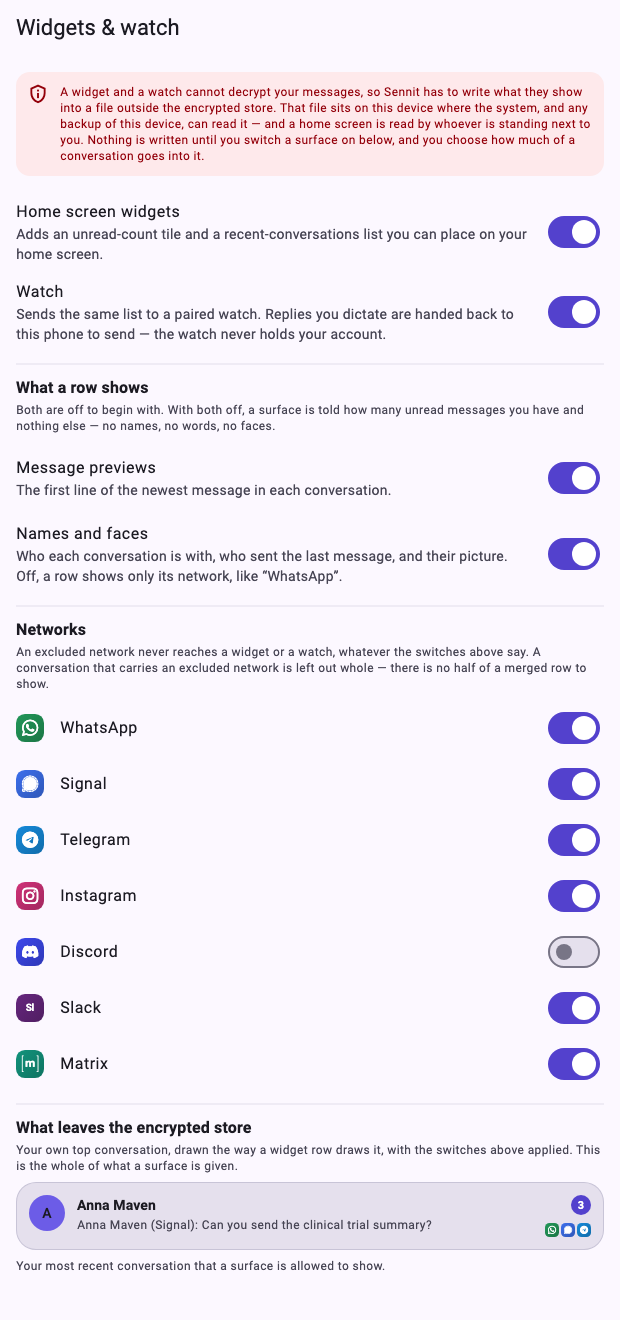 Widgets & watch
A widget and a watch cannot decrypt your messages, so Sennit has to write what they show
into a file outside the encrypted store. That file sits on this device where the system, and any
backup of this device, can read it — and a home screen is read by whoever is standing next to
you. Nothing is written until you switch a surface on below, and you choose how much of a
conversation goes into it.
Home screen widgets
Adds an unread-count tile and a recent-conversations list you can place on your
home screen.
Watch
Sends the same list to a paired watch. Replies you dictate are handed back to
this phone to send — the watch never holds your account.
What a row shows
Both are off to begin with. With both off, a surface is told how many unread messages you have and
nothing else — no names, no words, no faces.
Message previews
The first line of the newest message in each conversation.
Names and faces
Who each conversation is with, who sent the last message, and their picture.
Off, a row shows only its network, like “WhatsApp”.
Networks
An excluded network never reaches a widget or a watch, whatever the switches above say. A
conversation that carries an excluded network is left out whole — there is no half of a merged row to
show.
WhatsApp
Signal
Telegram
Instagram
Discord
Sl Slack
[m] Matrix
What leaves the encrypted store
Your own top conversation, drawn the way a widget row draws it, with the switches above applied. This
is the whole of what a surface is given.
A Anna Maven 3
Anna Maven (Signal): Can you send the clinical trial summary?
Your most recent conversation that a surface is allowed to show.